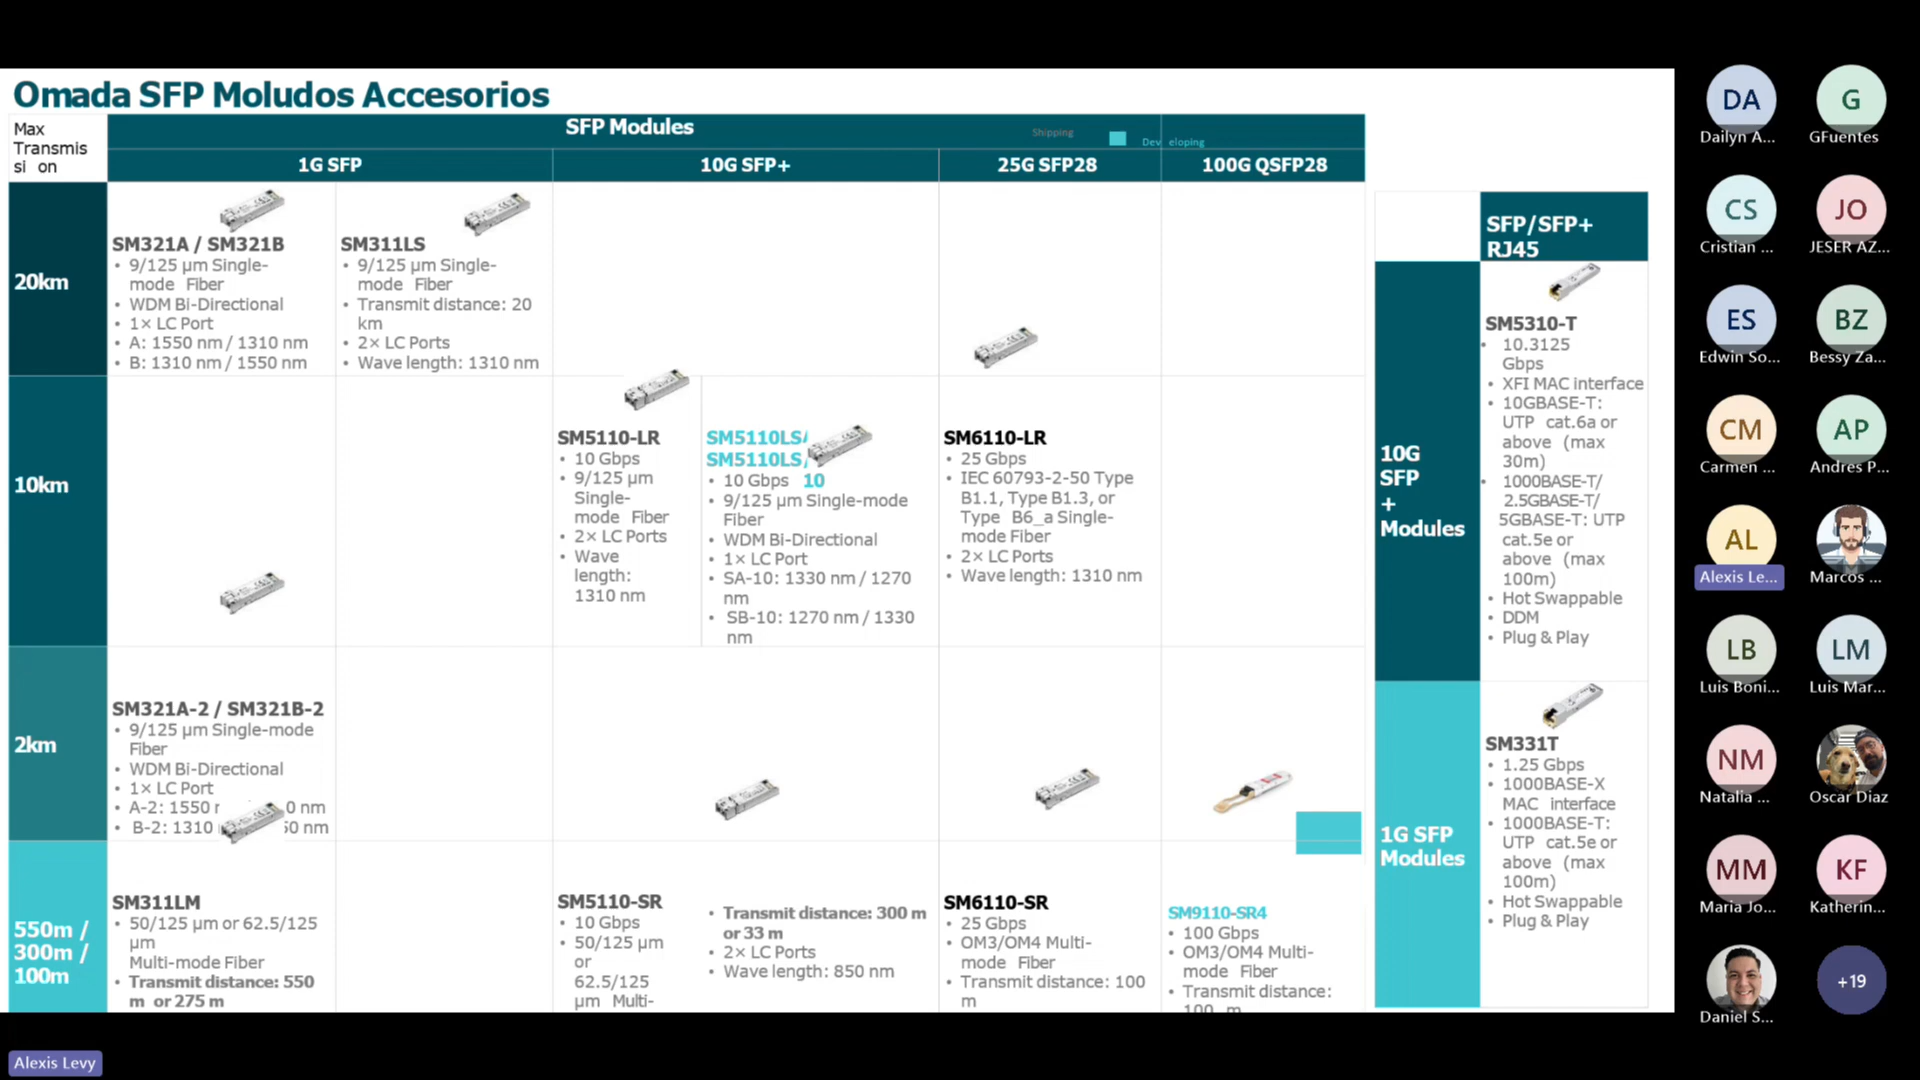 Omada SFP Moludos Accesorios
Max
Transmis
si on
SFP Modules
Shipping
Dev eloping
1G SFP
10G SFP+
25G SFP28
100G QSFP28
20km
SM321A / SM321B
• 9/125 μm Single-
mode Fiber
• WDM Bi-Directional
• 1× LC Port
• A: 1550 nm / 1310 nm
• B: 1310 nm / 1550 nm
SM311LS
• 9/125 μm Single-
mode Fiber
• Transmit distance: 20
km
• 2× LC Ports
• Wave length: 1310 nm
10km
SM5110-LR
• 10 Gbps
• 9/125 μm
Single-
mode Fiber
• 2× LC Ports
• Wave
length:
1310 nm
SM5110LS
SM5110LS
10
• 10 Gbps
• 9/125 μm Single-mode
Fiber
• WDM Bi-Directional
• 1× LC Port
• SA-10: 1330 nm / 1270
nm
• SB-10: 1270 nm / 1330
nm
SM6110-LR
• 25 Gbps
• IEC 60793-2-50 Type
B1.1, Type B1.3, or
Type B6_a Single-
mode Fiber
• 2× LC Ports
• Wave length: 1310 nm
2km
SM321A-2 / SM321B-2
• 9/125 μm Single-mode
Fiber
• WDM Bi-Directional
• 1× LC Port
• A-2: 1550 0 nm
• B-2: 1310 50 nm
550m /
300m /
100m
SM311LM
• 50/125 μm or 62.5/125
μm
Multi-mode Fiber
• Transmit distance: 550
m or 275 m
SM5110-SR
• 10 Gbps
• 50/125 μm
or
62.5/125
μm Multi-
• Transmit distance: 300 m
or 33 m
• 2× LC Ports
• Wave length: 850 nm
SM6110-SR
• 25 Gbps
• OM3/OM4 Multi-
mode Fiber
• Transmit distance: 100
m
SM9110-SR4
• 100 Gbps
• OM3/OM4 Multi-
mode Fiber
• Transmit distance:
100 m
SFP/SFP+
RJ45
10G
SFP
+
Modules
SM5310-T
• 10.3125
Gbps
• XFI MAC interface
• 10GBASE-T:
UTP cat.6a or
above (max
30m)
• 1000BASE-T/
2.5GBASE-T/
5GBASE-T: UTP
cat.5e or
above (max
100m)
• Hot Swappable
• DDM
• Plug & Play
1G SFP
Modules
SM331T
• 1.25 Gbps
• 1000BASE-X
MAC interface
• 1000BASE-T:
UTP cat.5e or
above (max
100m)
• Hot Swappable
• Plug & Play
DA
Dailyn A...
G
GFuentes
CS
Cristian ...
JO
JESER AZ...
ES
Edwin So...
BZ
Bessy Za...
CM
Carmen ...
AP
Andres P...
AL
Alexis Le...
Marcos ...
LB
Luis Boni...
LM
Luis Mar...
NM
Natalia ...
Oscar Diaz
MM
Maria Jo...
KF
Katherin...
Daniel S...
+19
Alexis Levy